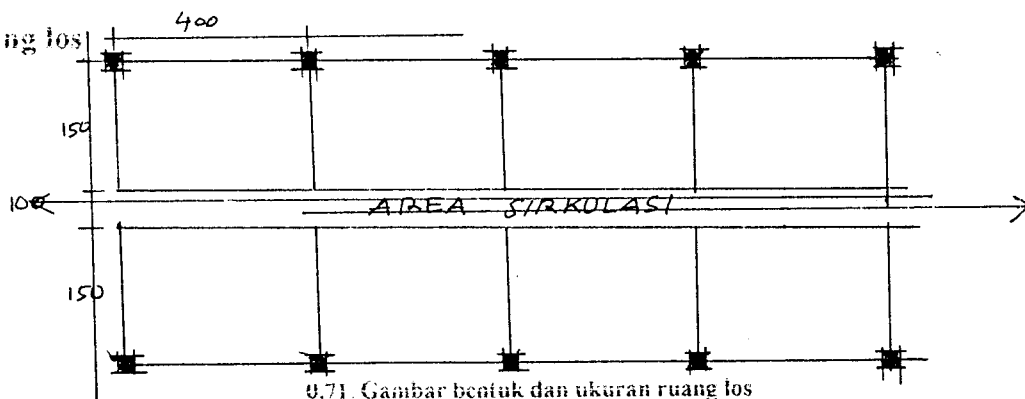 400
ng los
150
100
AREA SIRKULASI
150
0.71. Gambar bentuk dan ukuran ruang los